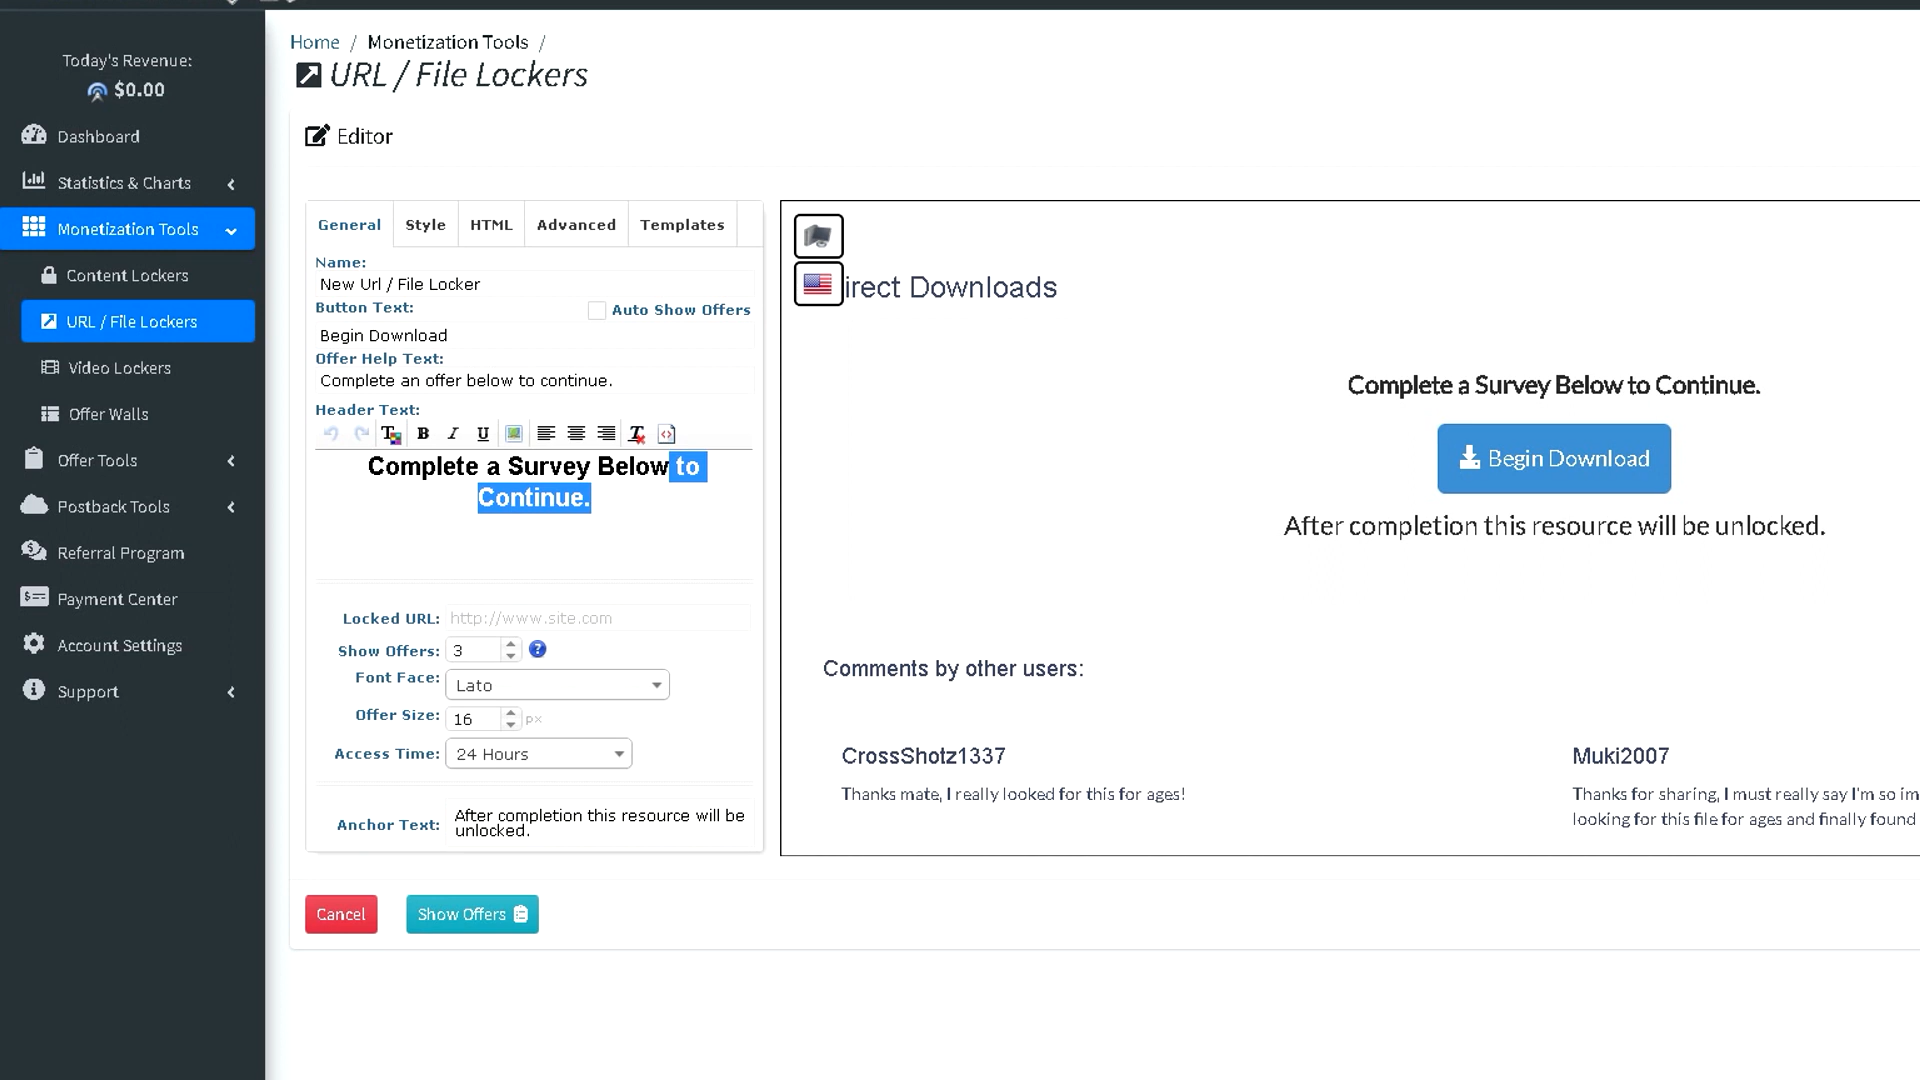 Today's Revenue:
$0.00
Dashboard
Statistics & Charts
Monetization Tools
Content Lockers
URL / File Lockers
Video Lockers
Offer Walls
Offer Tools
Postback Tools
Referral Program
Payment Center
Account Settings
Support
Home / Monetization Tools /
URL / File Lockers
Editor
General Style HTML Advanced Templates
Name:
New Url / File Locker
Button Text:
Auto Show Offers
Begin Download
Offer Help Text:
Complete an offer below to continue.
Header Text:
Complete a Survey Below to
Continue.
Locked URL: http://www.site.com
Show Offers: 3
Font Face: Lato
Offer Size: 16 px
Access Time: 24 Hours
Anchor Text: After completion this resource will be
unlocked.
Cancel
Show Offers
irect Downloads
Complete a Survey Below to Continue.
Begin Download
After completion this resource will be unlocked.
Comments by other users:
CrossShotz1337
Thanks mate, I really looked for this for ages!
Muki2007
Thanks for sharing, I must really say I'm so im
looking for this file for ages and finally found